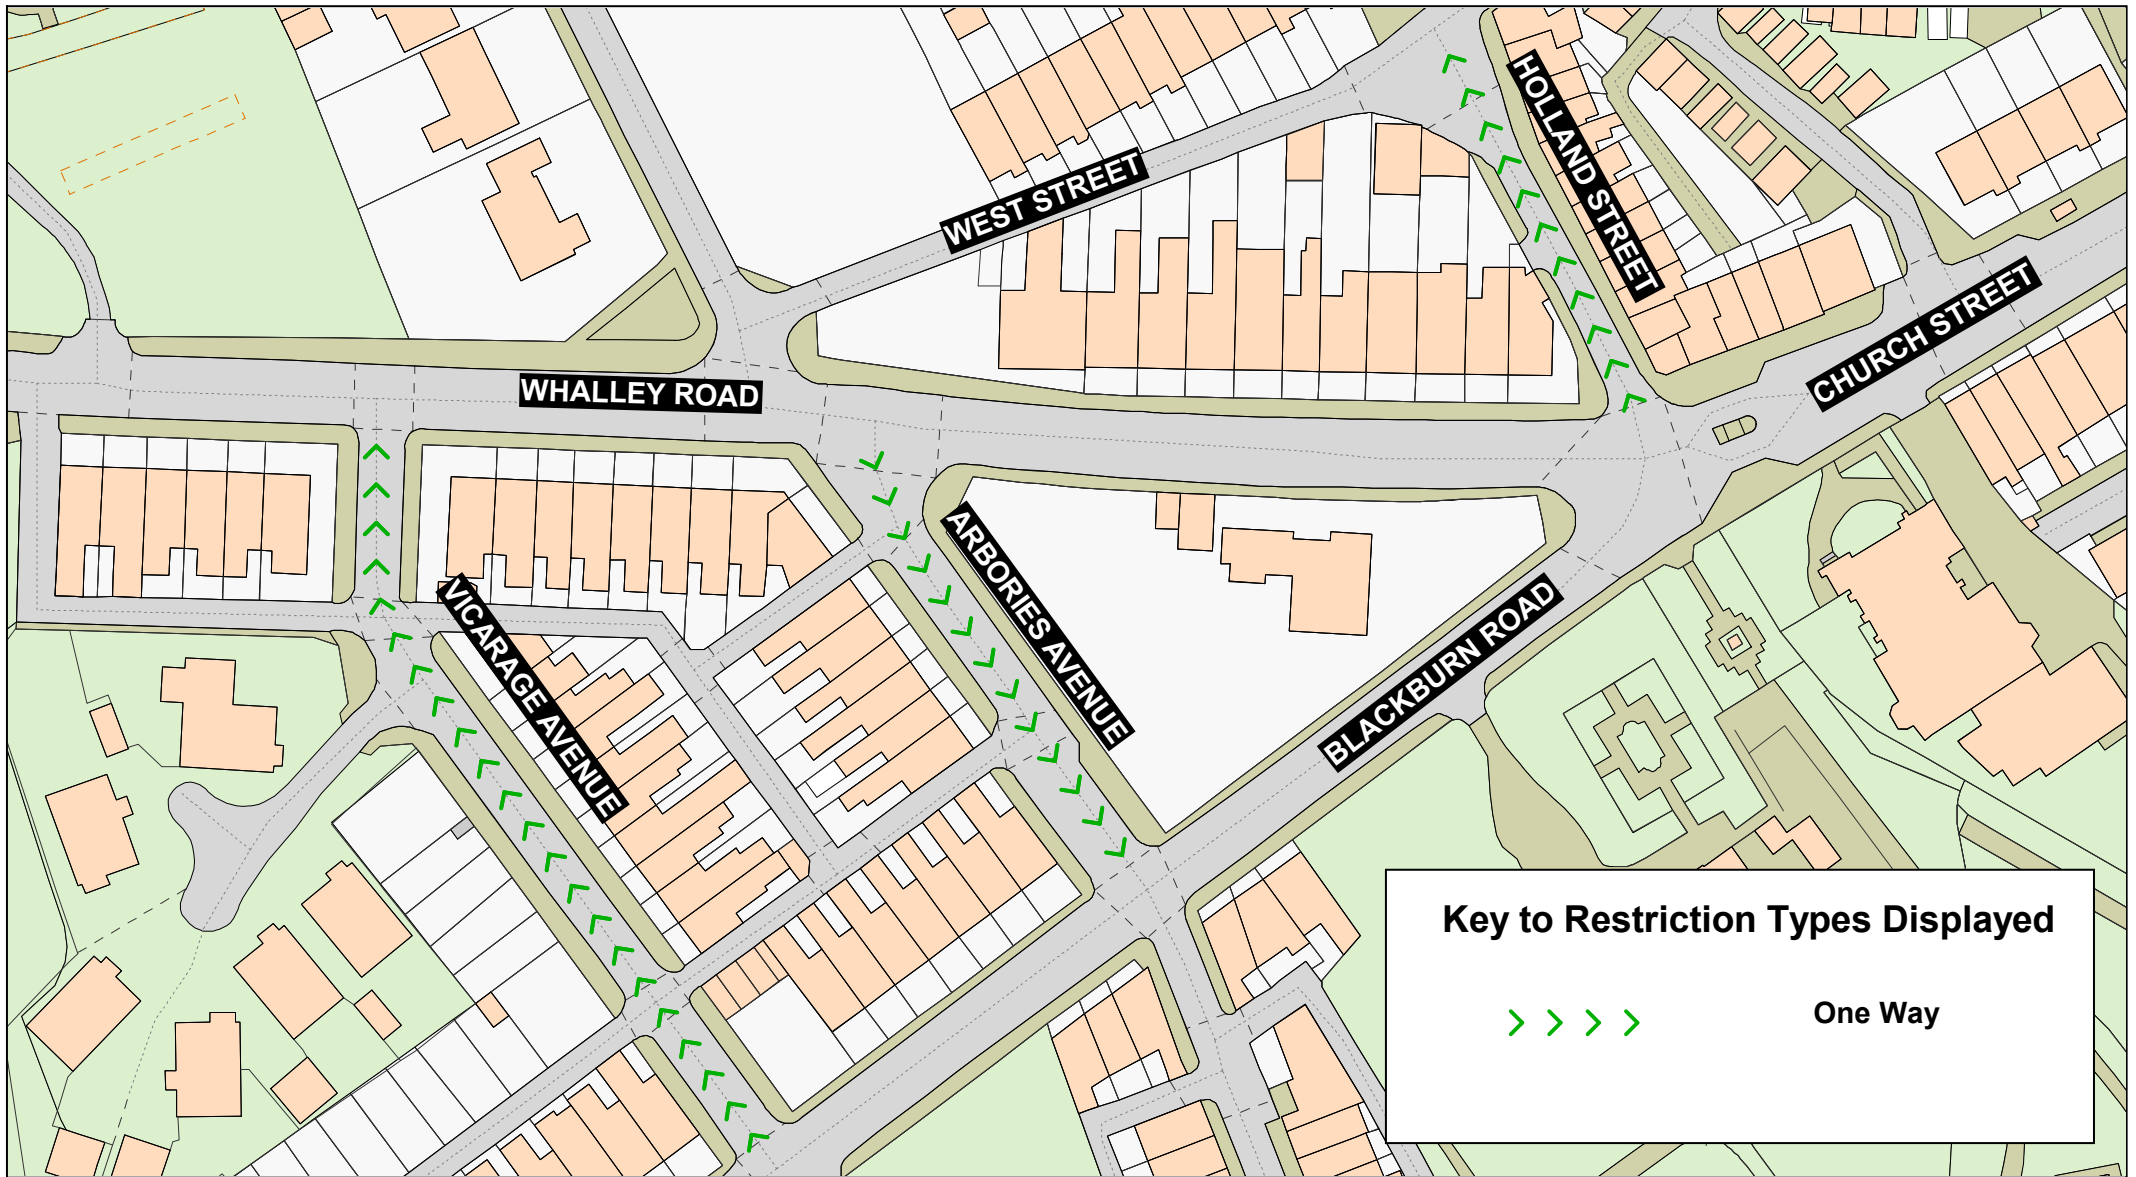 HOLLAND STREET
WEST STREET
CHURCH STREET
WHALLEY ROAD
ARBORIES AVENUE
VICARAGE AVENUE
BLACKBURN ROAD
Key to Restriction Types Displayed
One Way